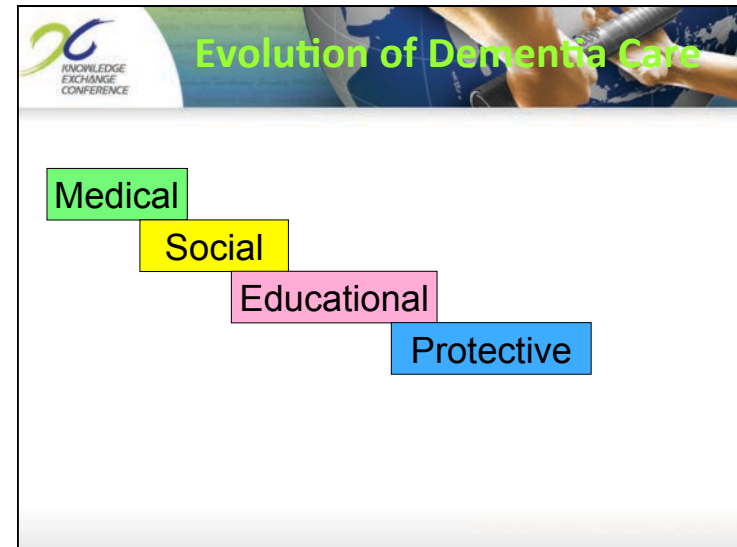 KNOWLEDGE
EXCHANGE
CONFERENCE
Evolution of Dementia Care
Medical
Social
Educational
Protective